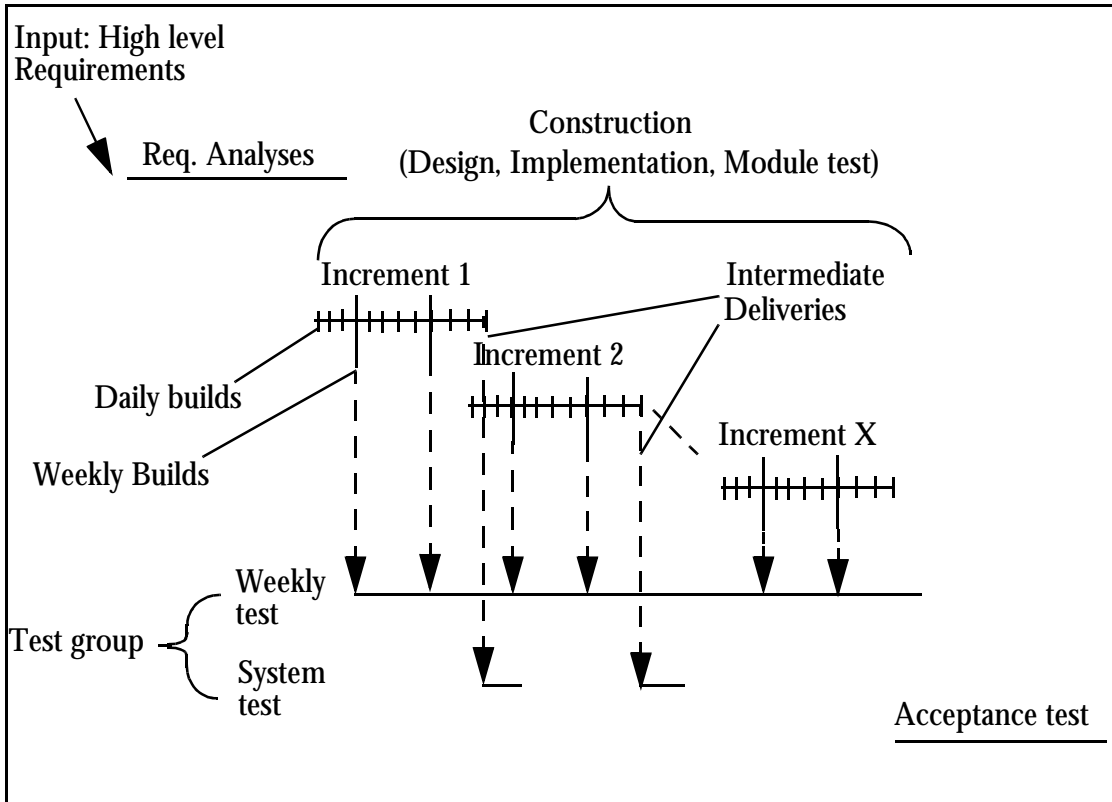 Input: High level
Requirements
Req. Analyses
Construction
(Design, Implementation, Module test)
Increment 1
Intermediate
Deliveries
Increment 2
Daily builds
Increment X
Weekly Builds
Weekly
test
Test group
System
test
Acceptance test